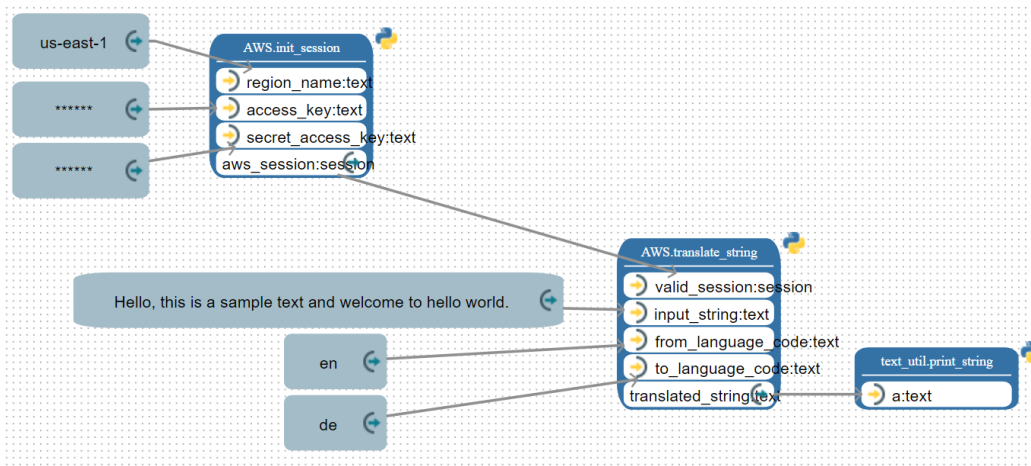 us-east-1
******
******
AWS.init_session
region_name:text
access_key:text
secret_access_key:text
aws_session:session
Hello, this is a sample text and welcome to hello world.
en
de
AWS.translate_string
valid_session:session
input_string:text
from_language_code:text
to_language_code:text
translated_string:text
text_util.print_string
a:text